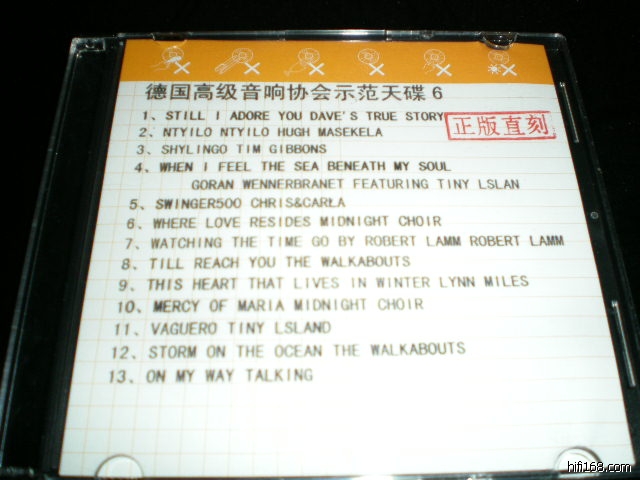 德国高级音响协会示范天碟 6
1、STILL I ADORE YOU DAVE'S TRUE STORY
正版直刻
2、NTYILO NTYILO HUGH MASEKELA
3、SHYLINGO TIM GIBBONS
4、WHEN I FEEL THE SEA BENEATH MY SOUL
GORAN WENNERBRANET FEATURING TINY LSLAN
5、SWINGER500 CHRIS&CARLA
6、WHERE LOVE RESIDES MIDNIGHT CHOIR
7、WATCHING THE TIME GO BY ROBERT LAMM ROBERT LAMM
8、TILL REACH YOU THE WALKABOUTS
9、THIS HEART THAT LIVES IN WINTER LYNN MILES
10、MERCY OF MARIA MIDNIGHT CHOIR
11、VAGUERO TINY LSLAND
12、STORM ON THE OCEAN THE WALKABOUTS
13、ON MY WAY TALKING
hifi168.com